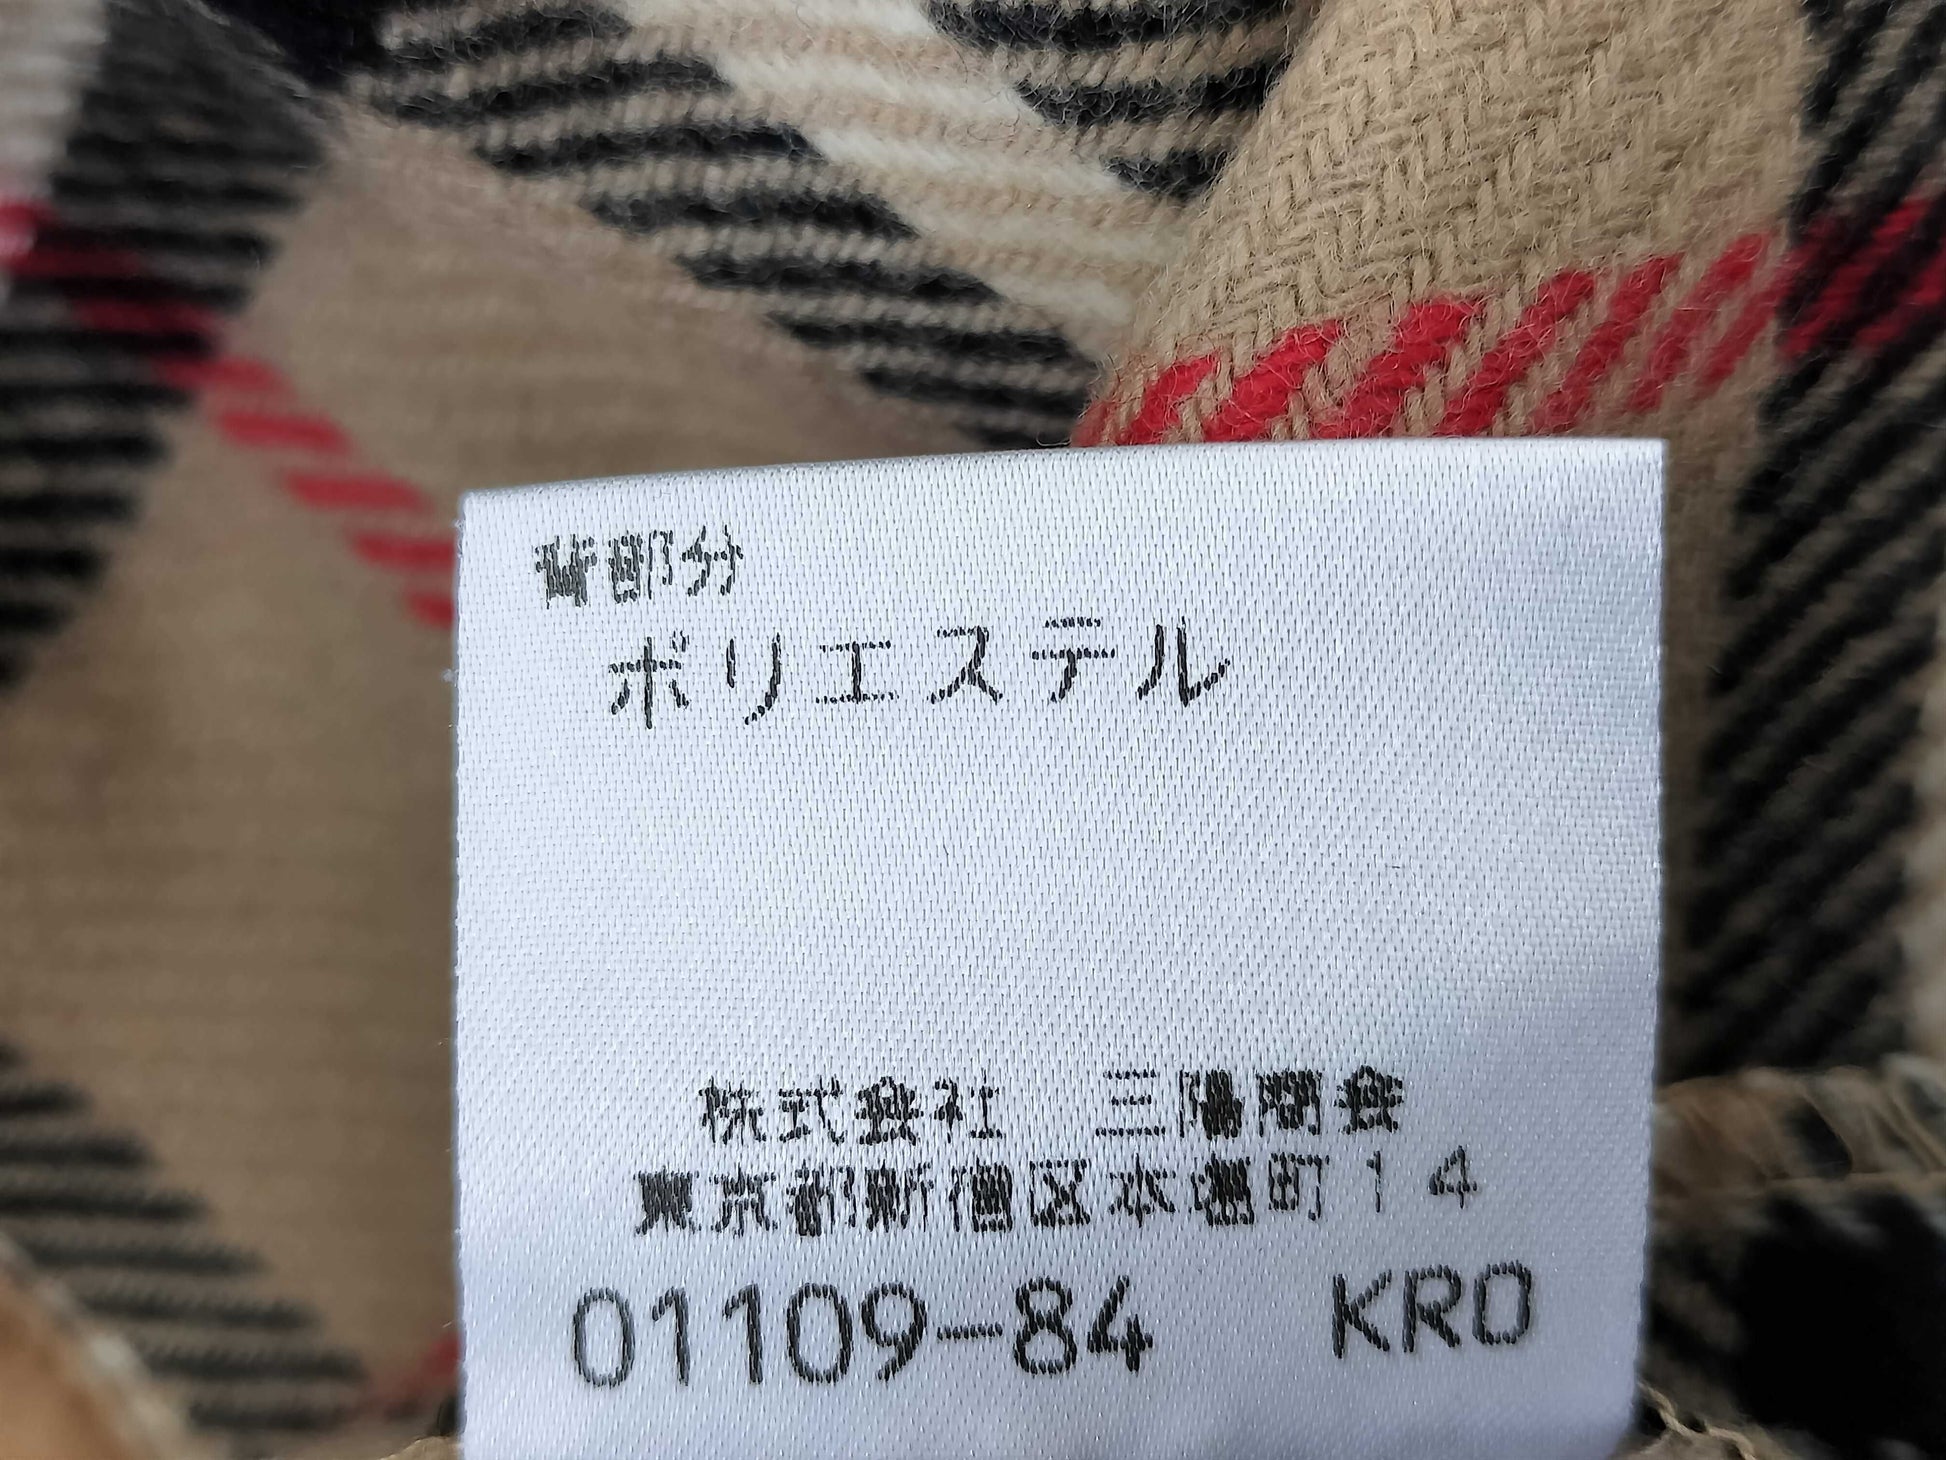 背部分
ポリエステル
株式会社 三陽商会
東京都新宿区本塩町14
01109-84 KRO